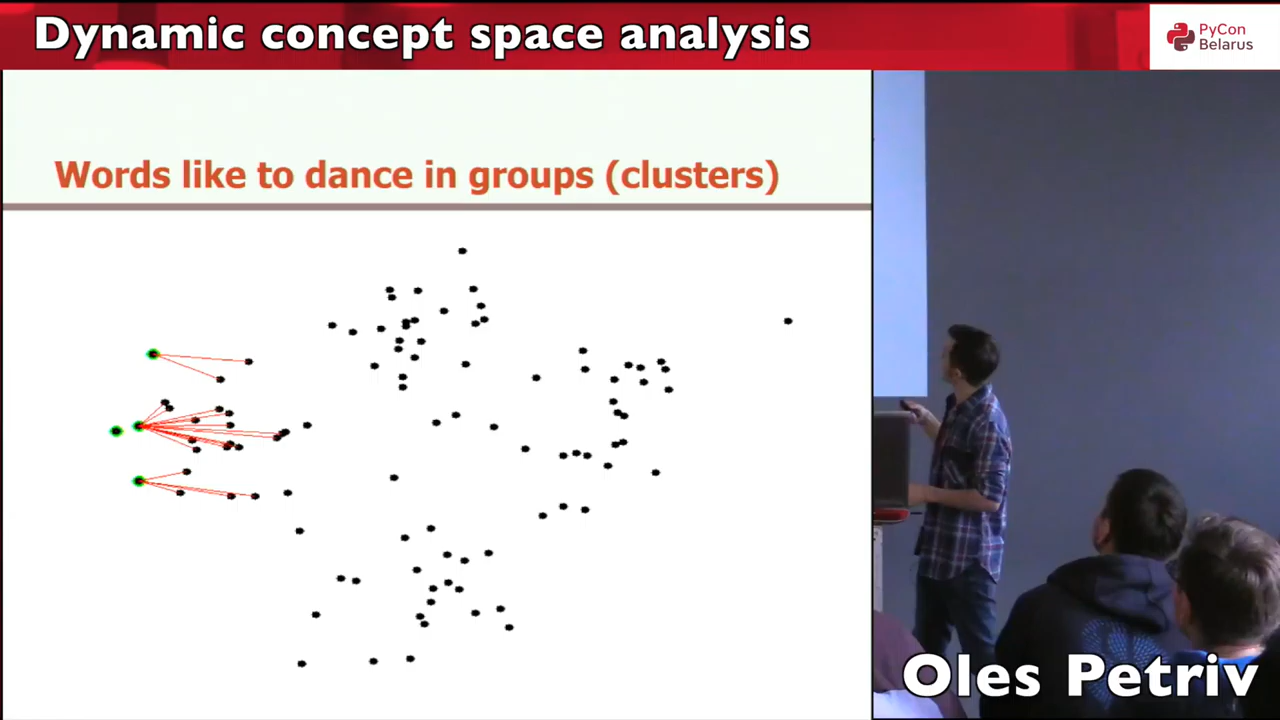 Dynamic concept space analysis
PyCon
Belarus
Words like to dance in groups (clusters)
Oles Petriv